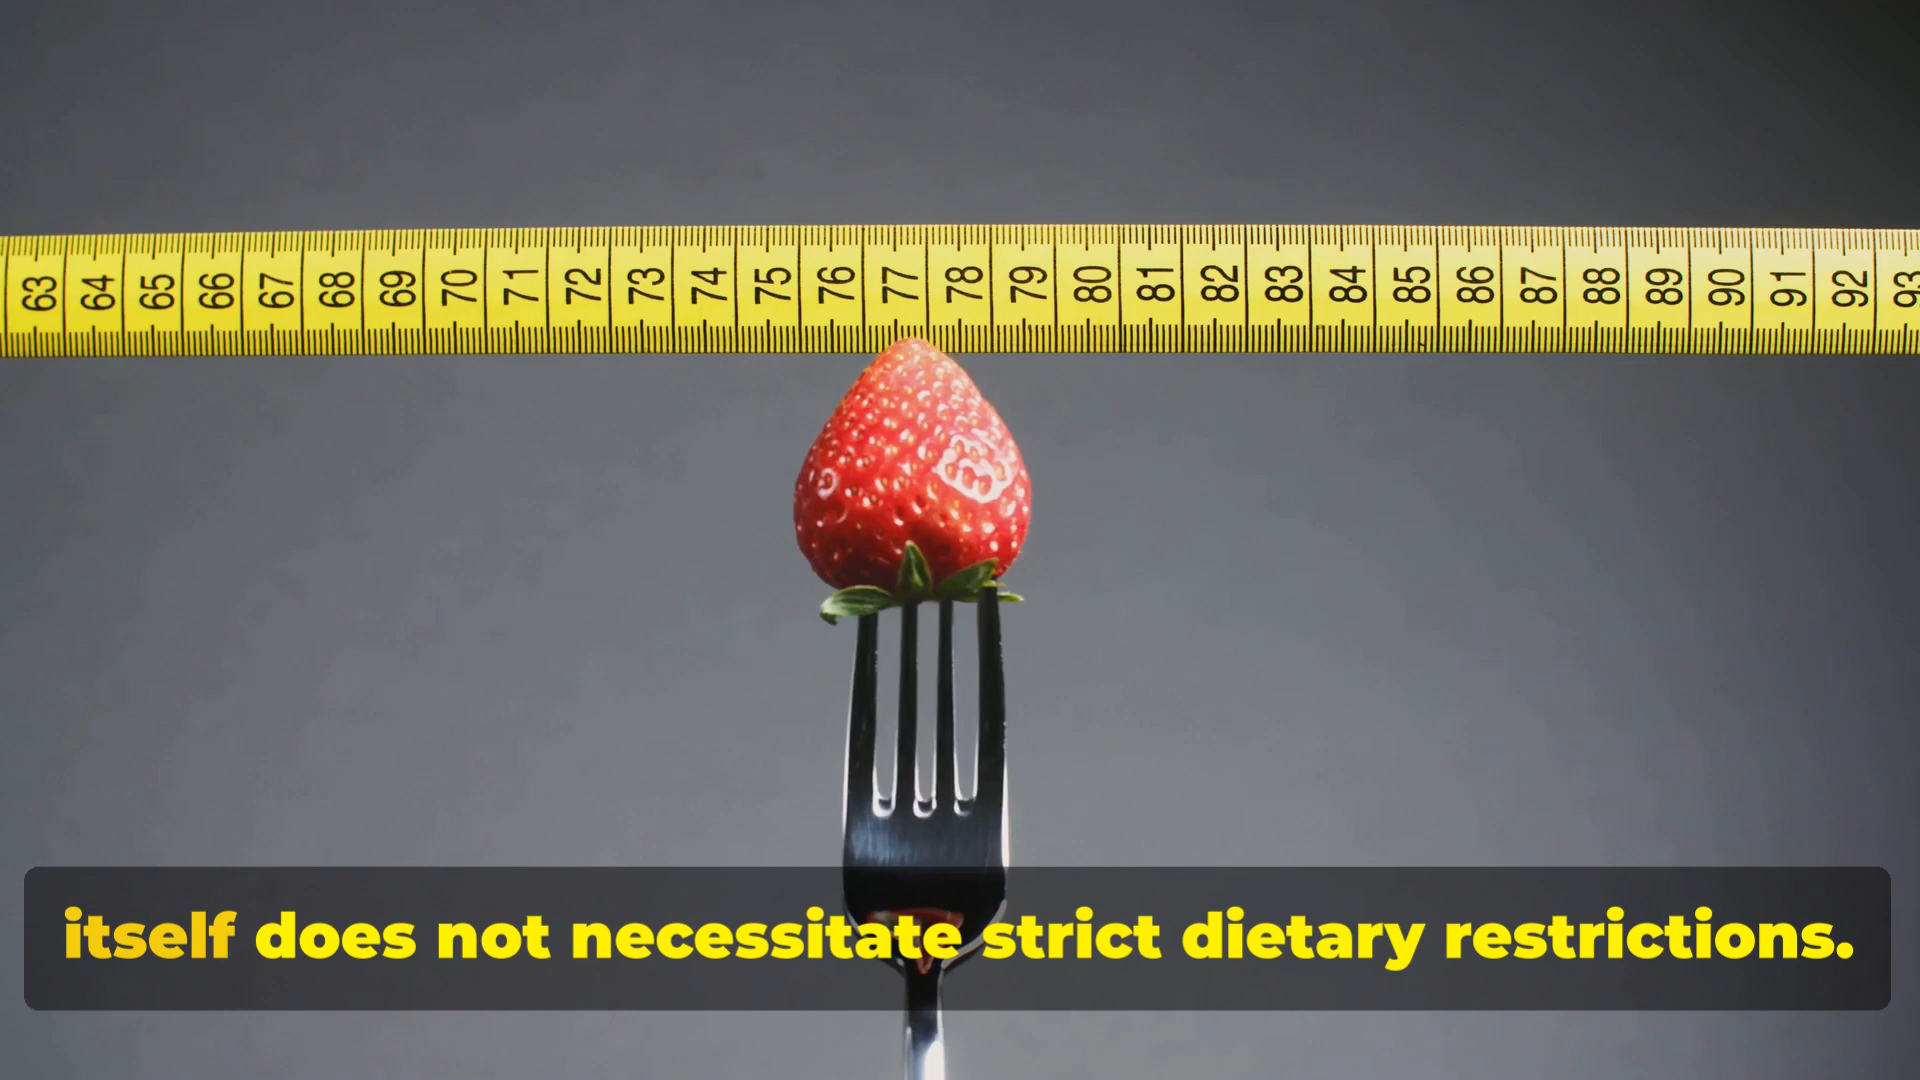 63 64 65 66 67 68 69 70 71 72 73 74 75 76 77 78 79 80 81 82 83 84 85 86 87 88 89 90 91 92 93
itself does not necessitate strict dietary restrictions.